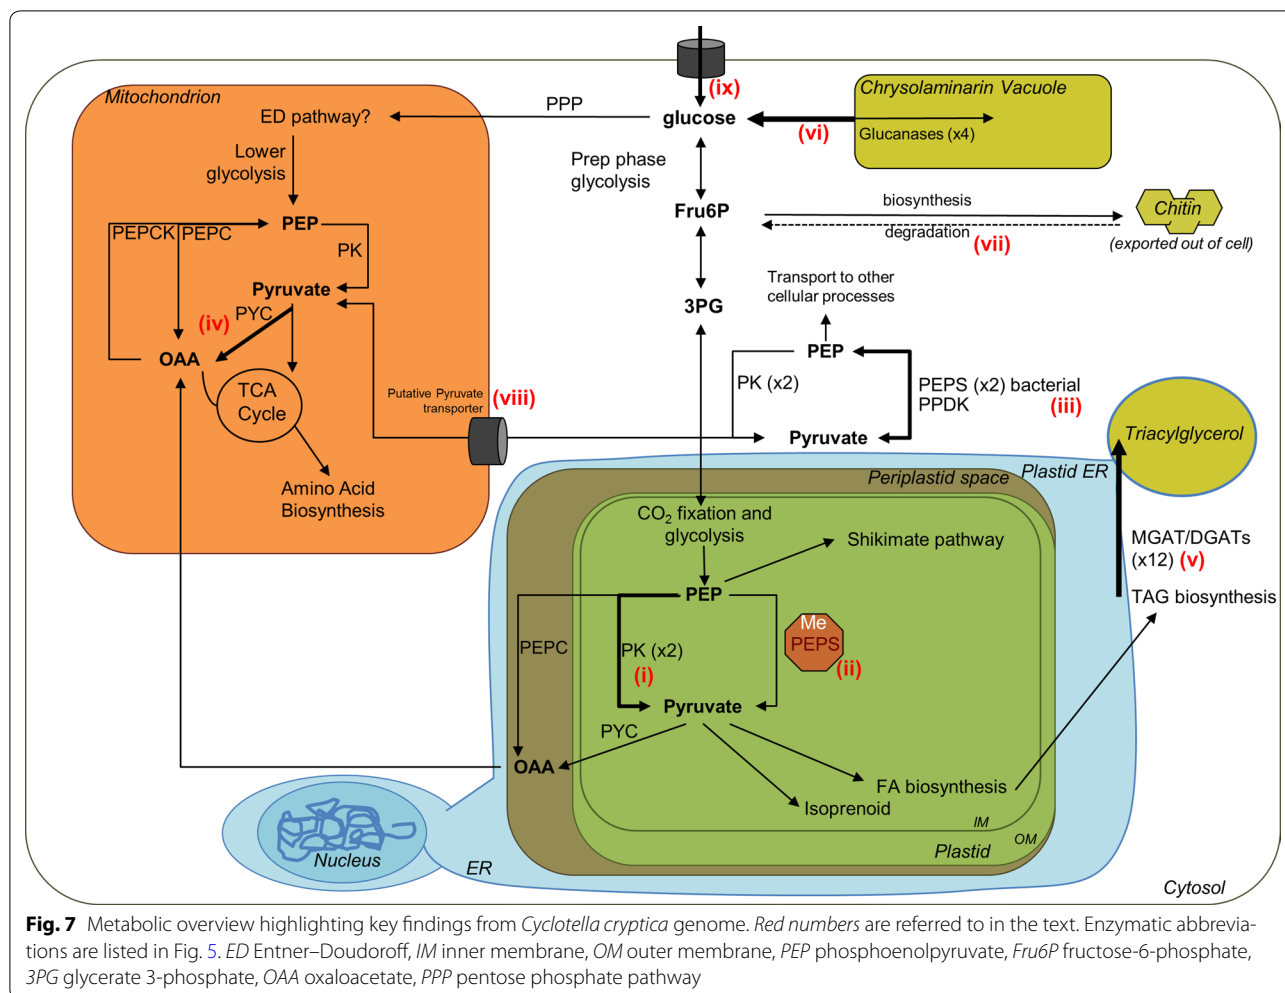 (ix)
Mitochondrion
Chrysolaminarin Vacuole
PPP
ED pathway?
glucose
(vi)
Glucanases (x4)
Lower
glycolysis
Prep phase
glycolysis
biosynthesis
Chitin
PEP
Fru6P
PEPCK
PEPC
degradation
(vii)
(exported out of cell)
PK
Transport to other
cellular processes
Pyruvate
3PG
PYC
(iv)
OAA
PEP
TCA
Cycle
PK (x2)
PEPS (x2) bacterial
PPDK
(iii)
Putative Pyruvate
transporter
(viii)
Pyruvate
Triacylglycerol
Periplastid space
Plastid ER
Amino Acid
Biosynthesis
CO2 fixation and
glycolysis
Shikimate pathway
MGAT/DGATs
(x12) (v)
PEP
TAG biosynthesis
Me
PEPS
(ii)
PEPC
PK (x2)
(i)
Pyruvate
PYC
OAA
FA biosynthesis
Isoprenoid
IM
OM
Plastid
Nucleus
ER
Cytosol
Fig. 7 Metabolic overview highlighting key findings from Cyclotella cryptica genome. Red numbers are referred to in the text. Enzymatic abbrevia-
tions are listed in Fig. 5. ED Entner–Doudoroff, IM inner membrane, OM outer membrane, PEP phosphoenolpyruvate, Fru6P fructose-6-phosphate,
3PG glycerate 3-phosphate, OAA oxaloacetate, PPP pentose phosphate pathway